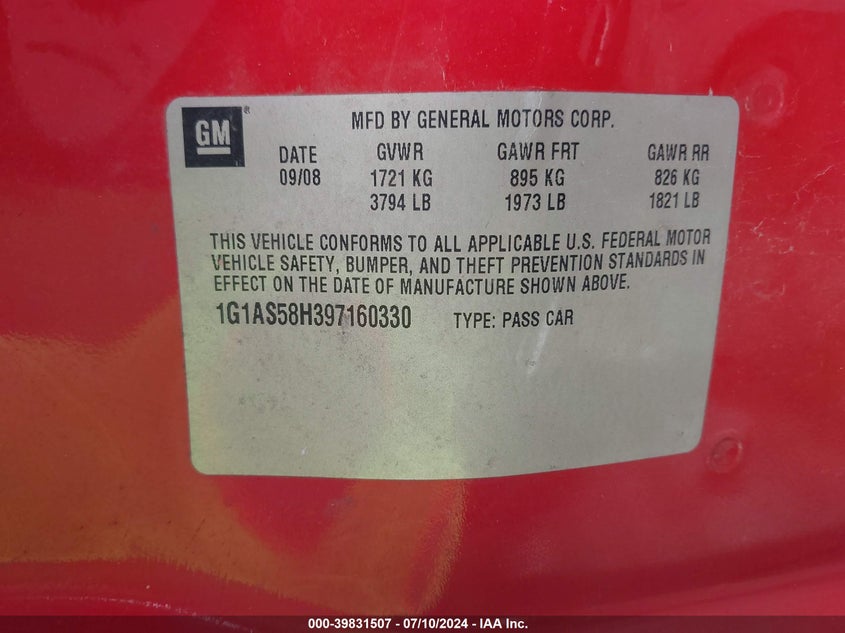 GM ® MFD BY GENERAL MOTORS CORP.
DATE GVWR GAWR FRT GAWR RR
09/08 1721 KG 895 KG 826 KG
3794 LB 1973 LB 1821 LB
THIS VEHICLE CONFORMS TO ALL APPLICABLE U.S. FEDERAL MOTOR
VEHICLE SAFETY, BUMPER, AND THEFT PREVENTION STANDARDS IN
EFFECT ON THE DATE OF MANUFACTURE SHOWN ABOVE.
1G1AS58H397160330 TYPE: PASS CAR
000-39831507 - 07/10/2024 - IAA Inc.